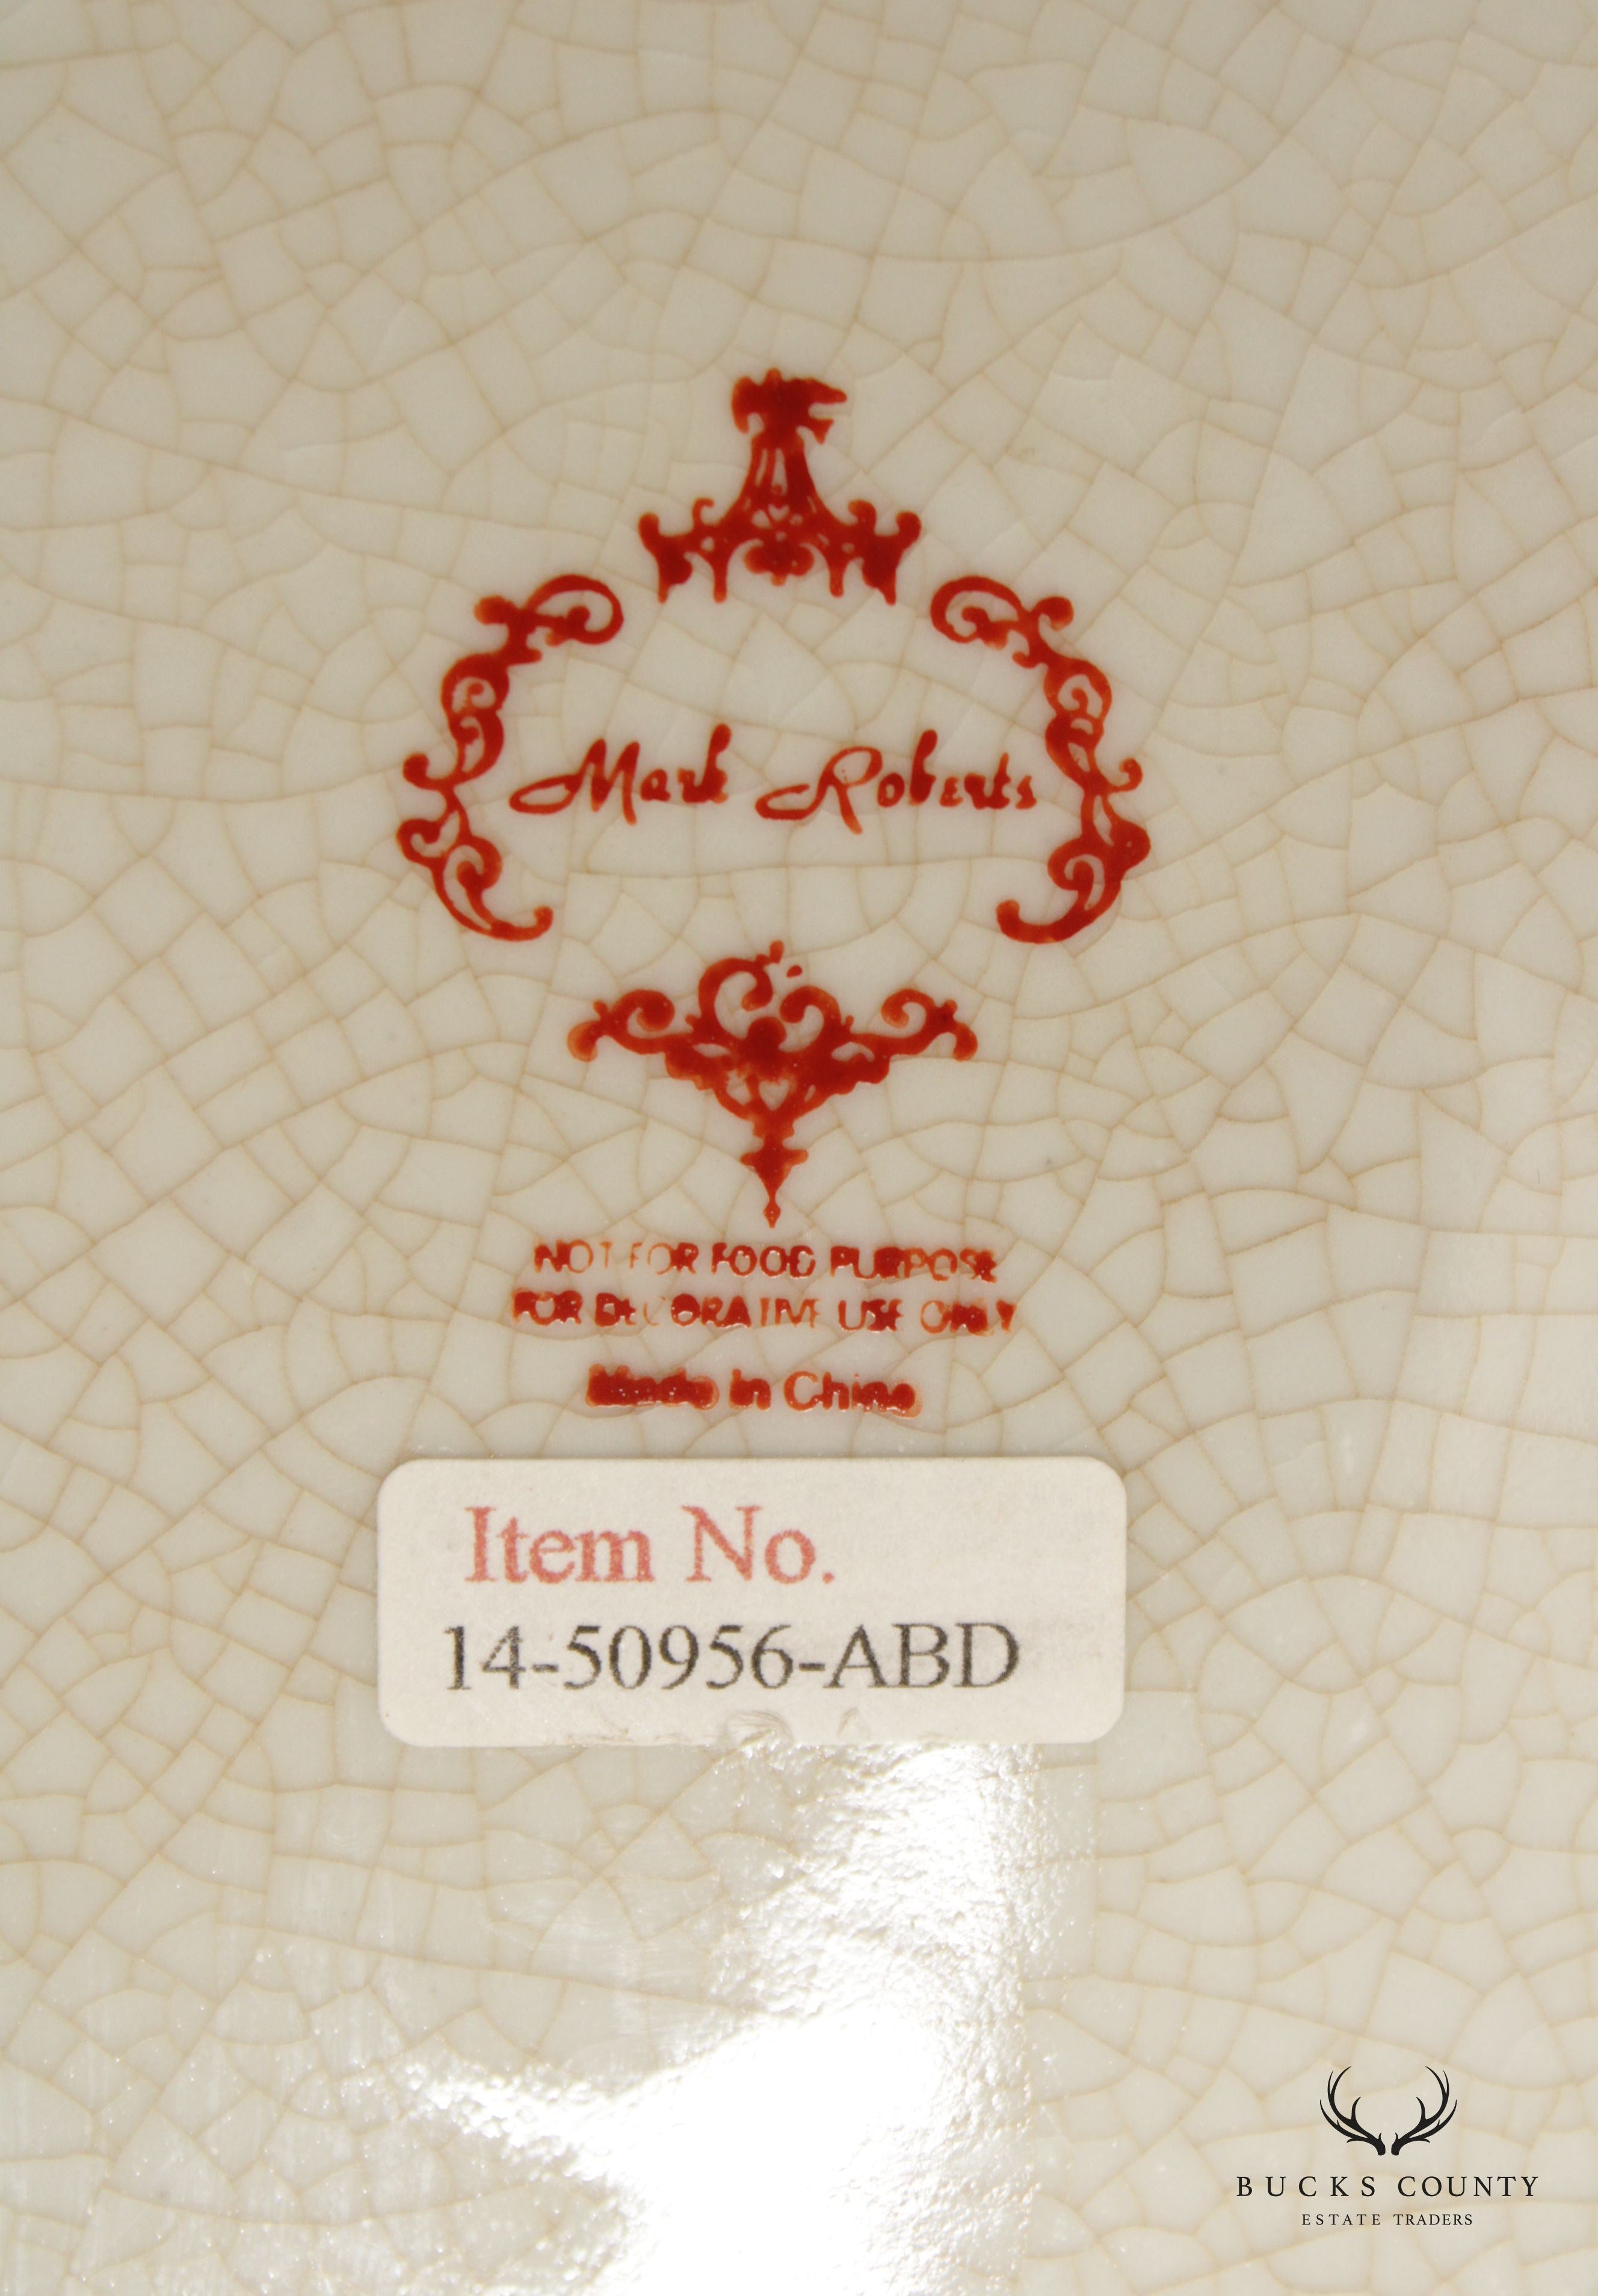 Mark Roberts
NOT FOR FOOD PURPOSE
FOR DECORATIVE USE ONLY
Made in China
Item No.
14-50956-ABD
BUCKS COUNTY
ESTATE TRADERS